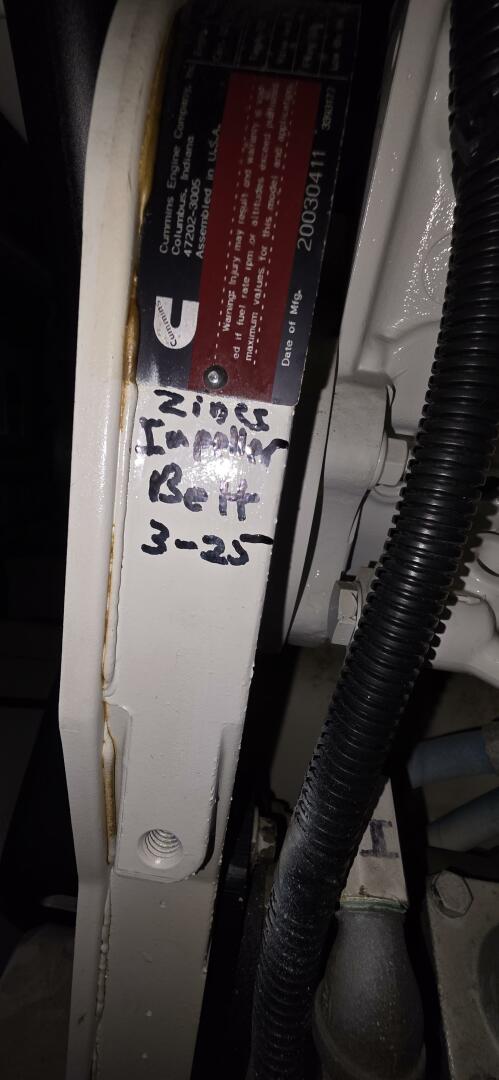 Cummins Engine Company, Inc.
Columbus, Indiana
47202-3005
Assembled in U.S.A.
cummins
Warning: Injury may result and warranty is
ed if fuel rate rpm or altitudes exceed published
maximum values for this model and application.
Date of Mfg. 20030411
Zincs
Impeller
Belt
3-25
H